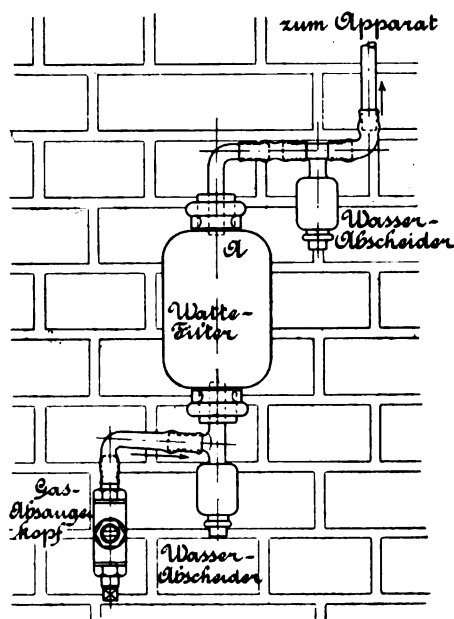 zum Apparat
Wasser-
Abscheider
A
Watte-
Filter
Gas-
Absauge
kopf
Wasser-
Abscheider